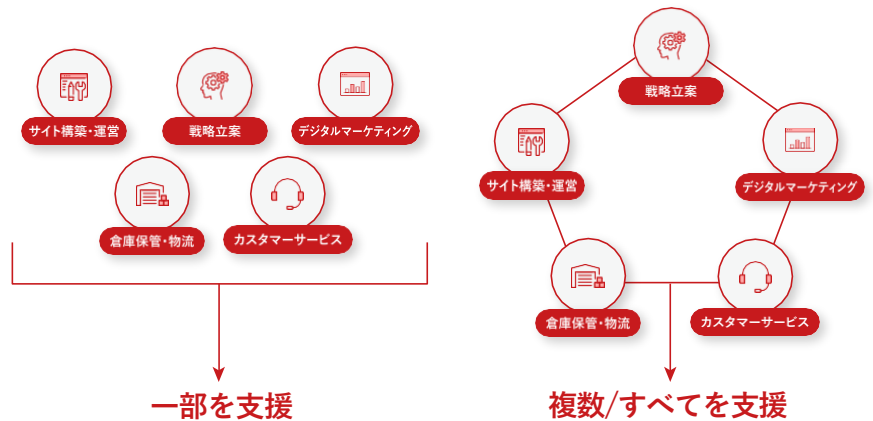 サイト構築・運営
戦略立案
デジタルマーケティング
倉庫保管・物流
カスタマーサービス
一部を支援
戦略立案
サイト構築・運営
デジタルマーケティング
倉庫保管・物流
カスタマーサービス
複数/すべてを支援